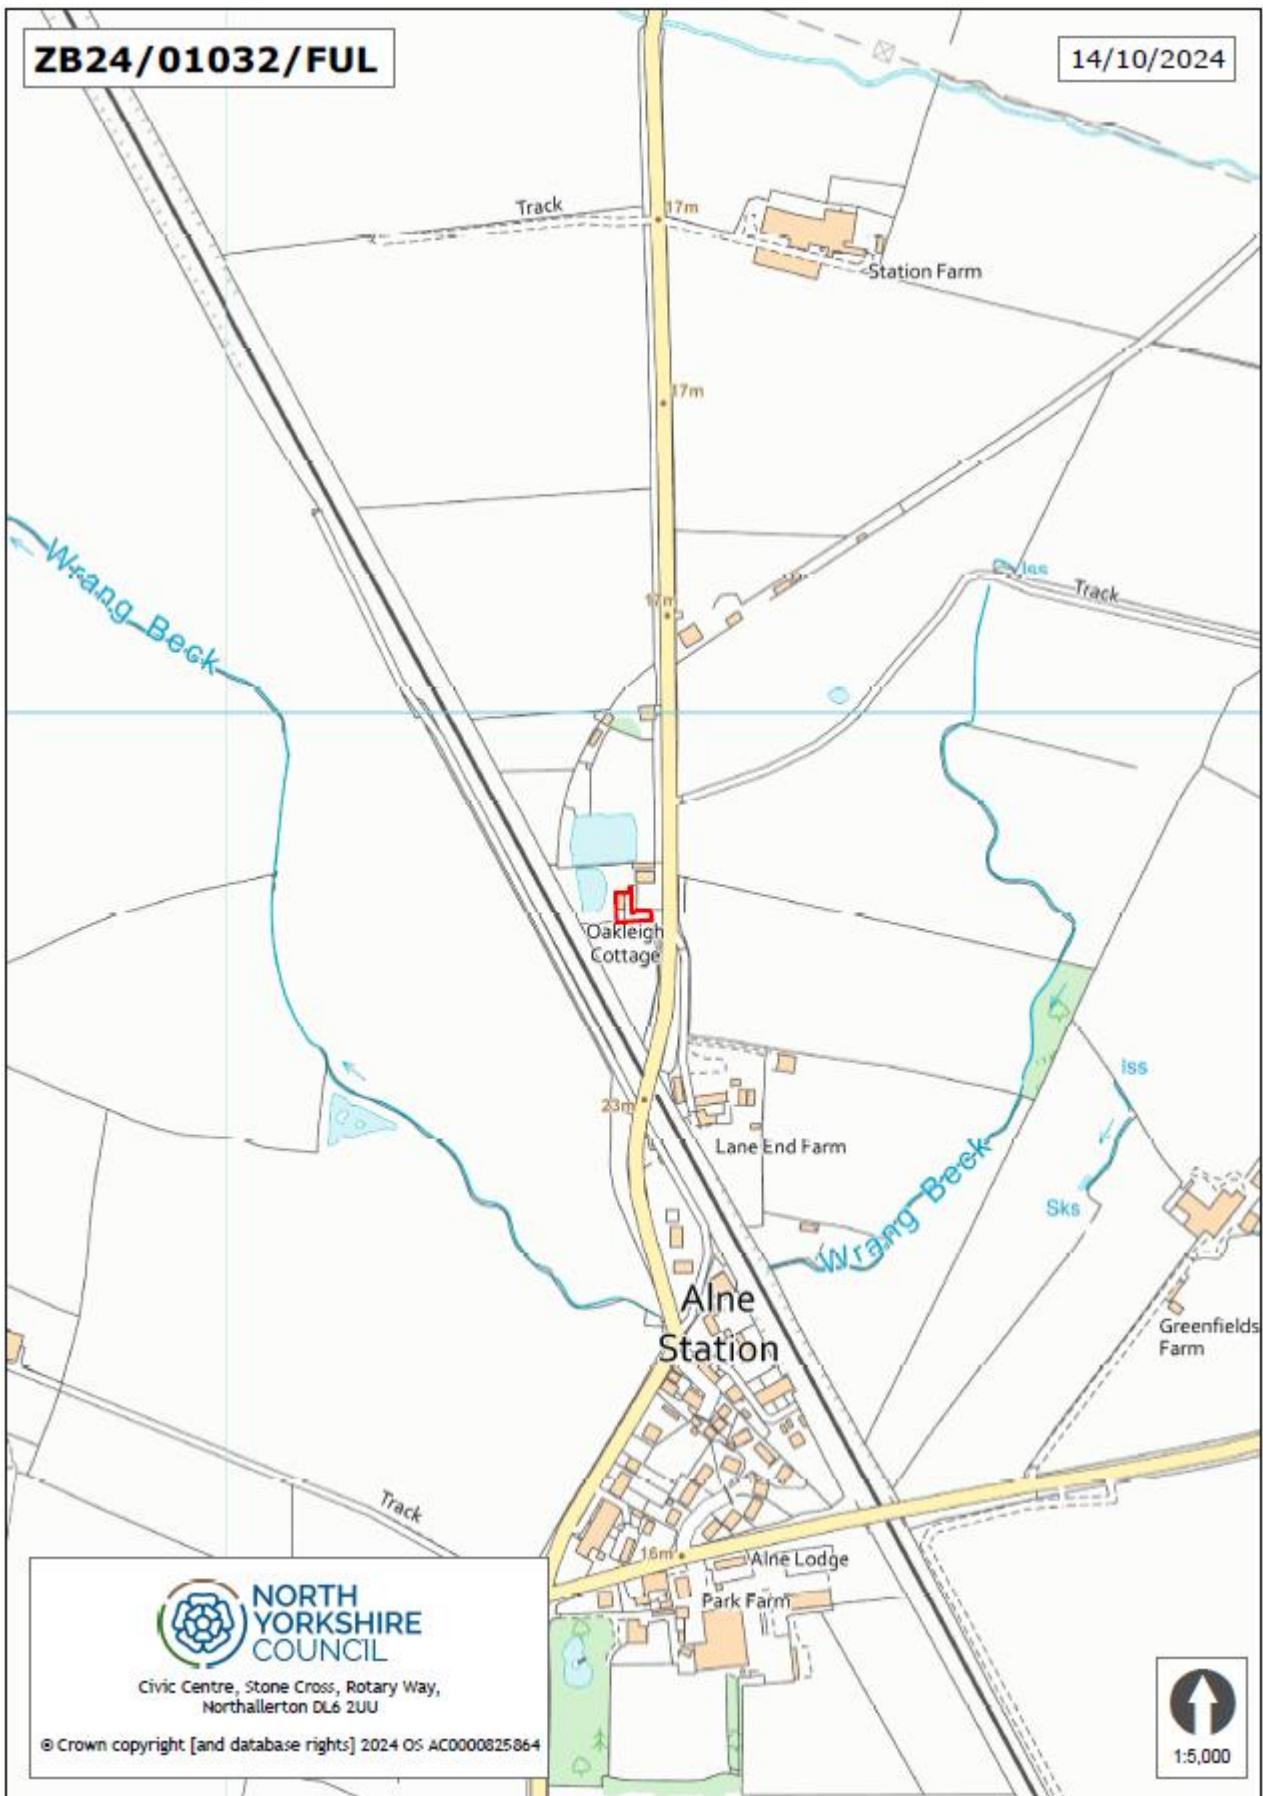 ZB24/01032/FUL
14/10/2024
Track
17m
Station Farm
17m
Wrang Beck
17m
Iss
Track
Oakleigh
Cottage
Iss
23m
Lane End Farm
Wrang Beck
Sks
Alne
Station
Greenfields
Farm
Track
16m
Alne Lodge
Park Farm
NORTH
YORKSHIRE
COUNCIL
Civic Centre, Stone Cross, Rotary Way,
Northallerton DL6 2UU
© Crown copyright [and database rights] 2024 OS AC0000825864
1:5,000